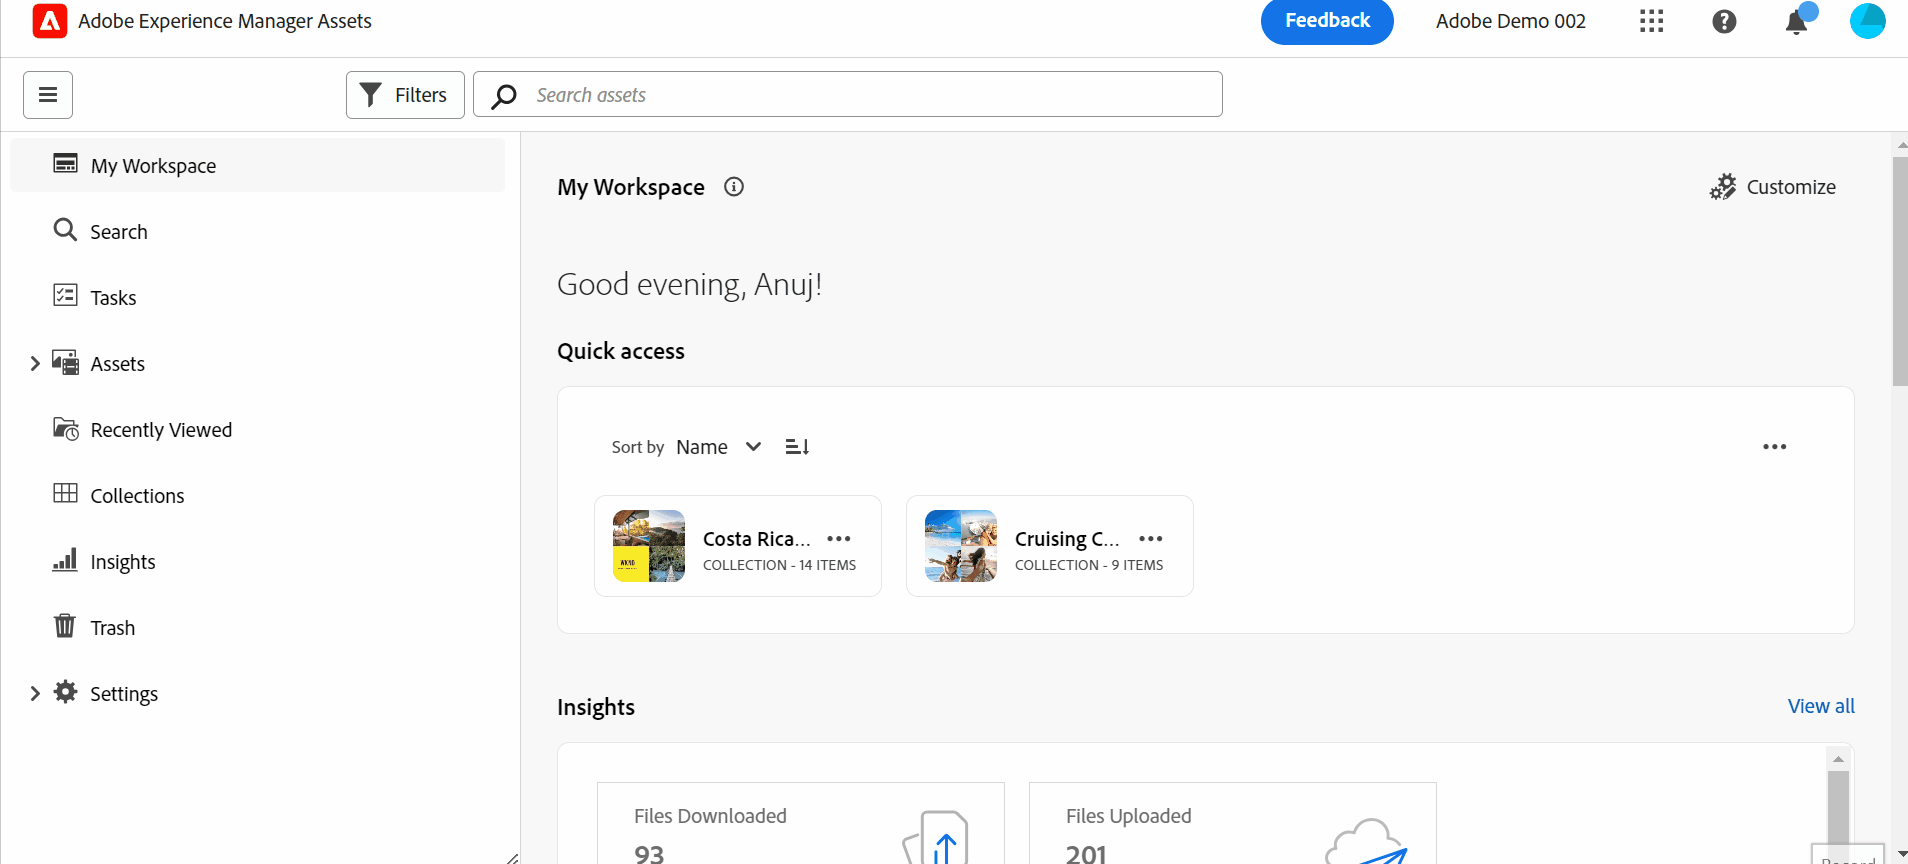 Adobe Experience Manager Assets
Feedback
Adobe Demo 002
Filters
Search assets
My Workspace
Search
Tasks
Assets
Recently Viewed
Collections
Insights
Trash
Settings
My Workspace
Customize
Good evening, Anuj!
Quick access
Sort by Name
Costa Rica...
COLLECTION - 14 ITEMS
Cruising C...
COLLECTION - 9 ITEMS
WKND
Insights
View all
Files Downloaded
93
Files Uploaded
201
Record